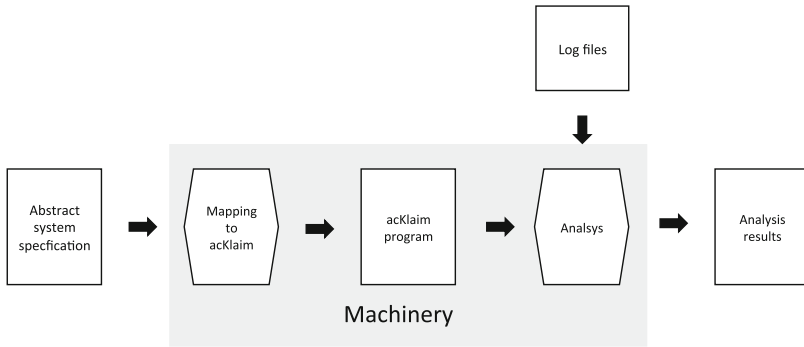 Log files
Abstract
system
specfication
Mapping
to
acKlaim
acKlaim
program
Analsys
Analysis
results
Machinery